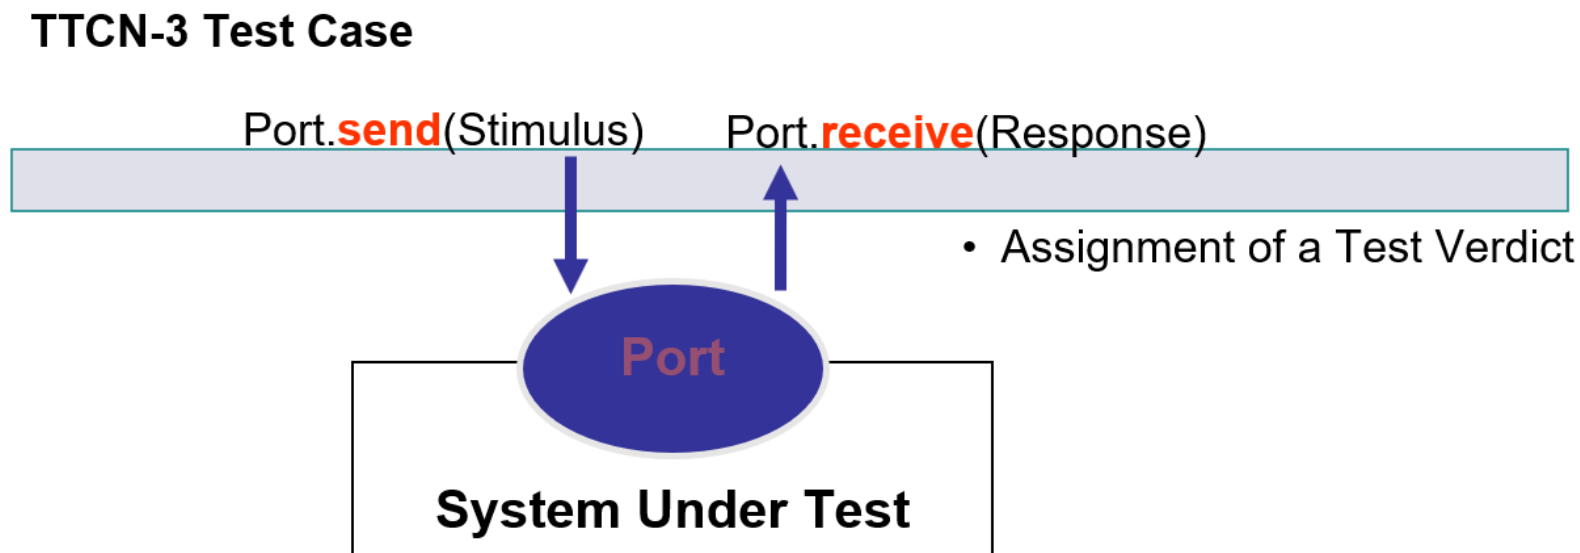 TTCN-3 Test Case
Port.send(Stimulus) Port.receive(Response)
• Assignment of a Test Verdict
Port
System Under Test